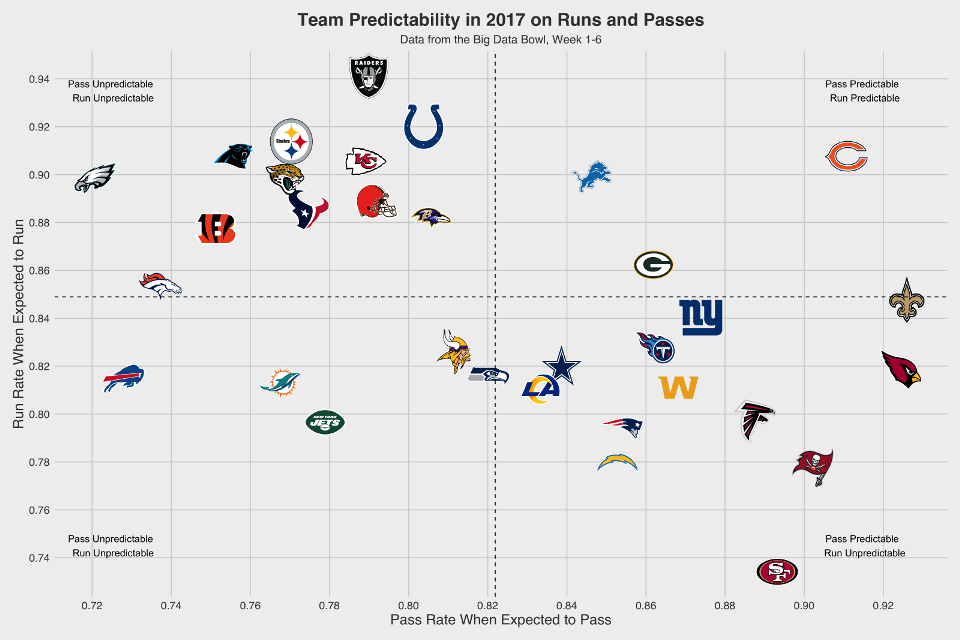 Team Predictability in 2017 on Runs and Passes
Data from the Big Data Bowl, Week 1-6
Pass Unpredictable
Run Unpredictable
Pass Predictable
Run Predictable
RAIDERS
Steelers
KC
G
ny
T
W
NEW YORK
JETS
Pass Unpredictable
Run Unpredictable
Pass Predictable
Run Unpredictable
SF
0.94
0.92
0.90
0.88
0.86
0.84
0.82
0.80
0.78
0.76
0.74
Run Rate When Expected to Run
0.72
0.74
0.76
0.78
0.80
0.82
0.84
0.86
0.88
0.90
0.92
Pass Rate When Expected to Pass